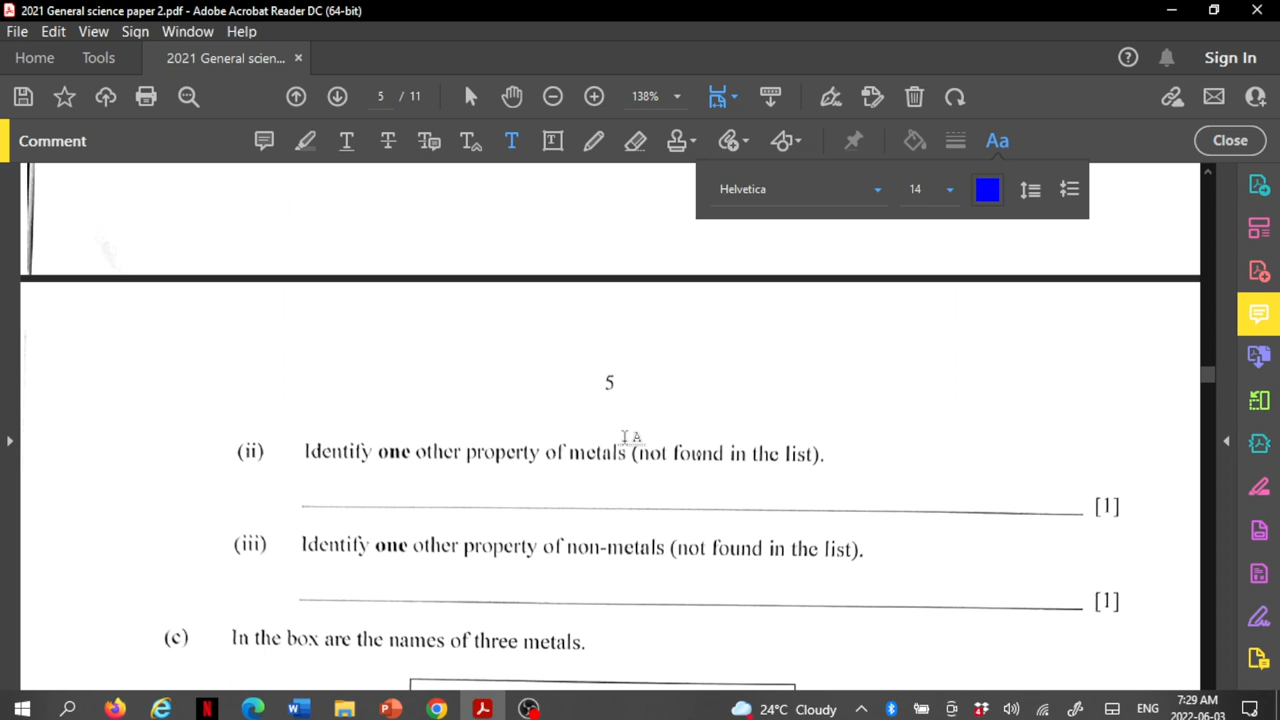 2021 General science paper 2.pdf - Adobe Acrobat Reader DC (64-bit)
File Edit View Sign Window Help
Home Tools 2021 General scien... × Sign In
5 / 11 138%
Comment Aa Close
Helvetica 14
5
(ii) Identify one other property of metals (not found in the list).
[1]
(iii) Identify one other property of non-metals (not found in the list).
[1]
(c) In the box are the names of three metals.
24°C Cloudy ENG 7:29 AM
2022-06-03